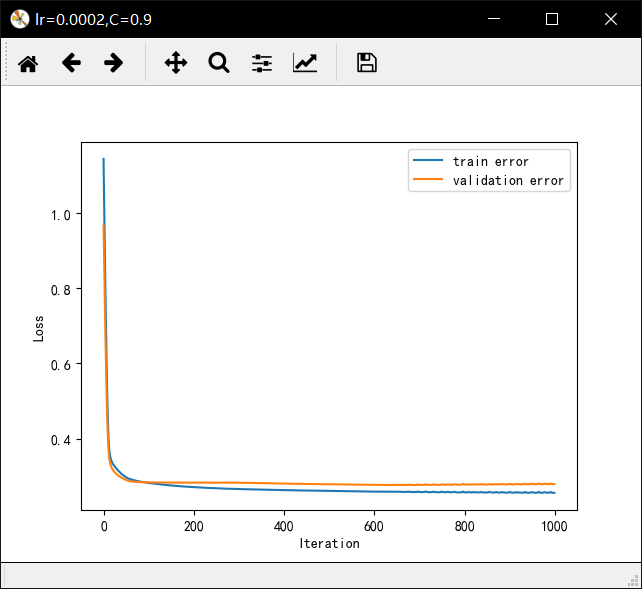 lr=0.0002,C=0.9
train error
validation error
1.0
0.8
0.6
0.4
Loss
0 200 400 600 800 1000
Iteration